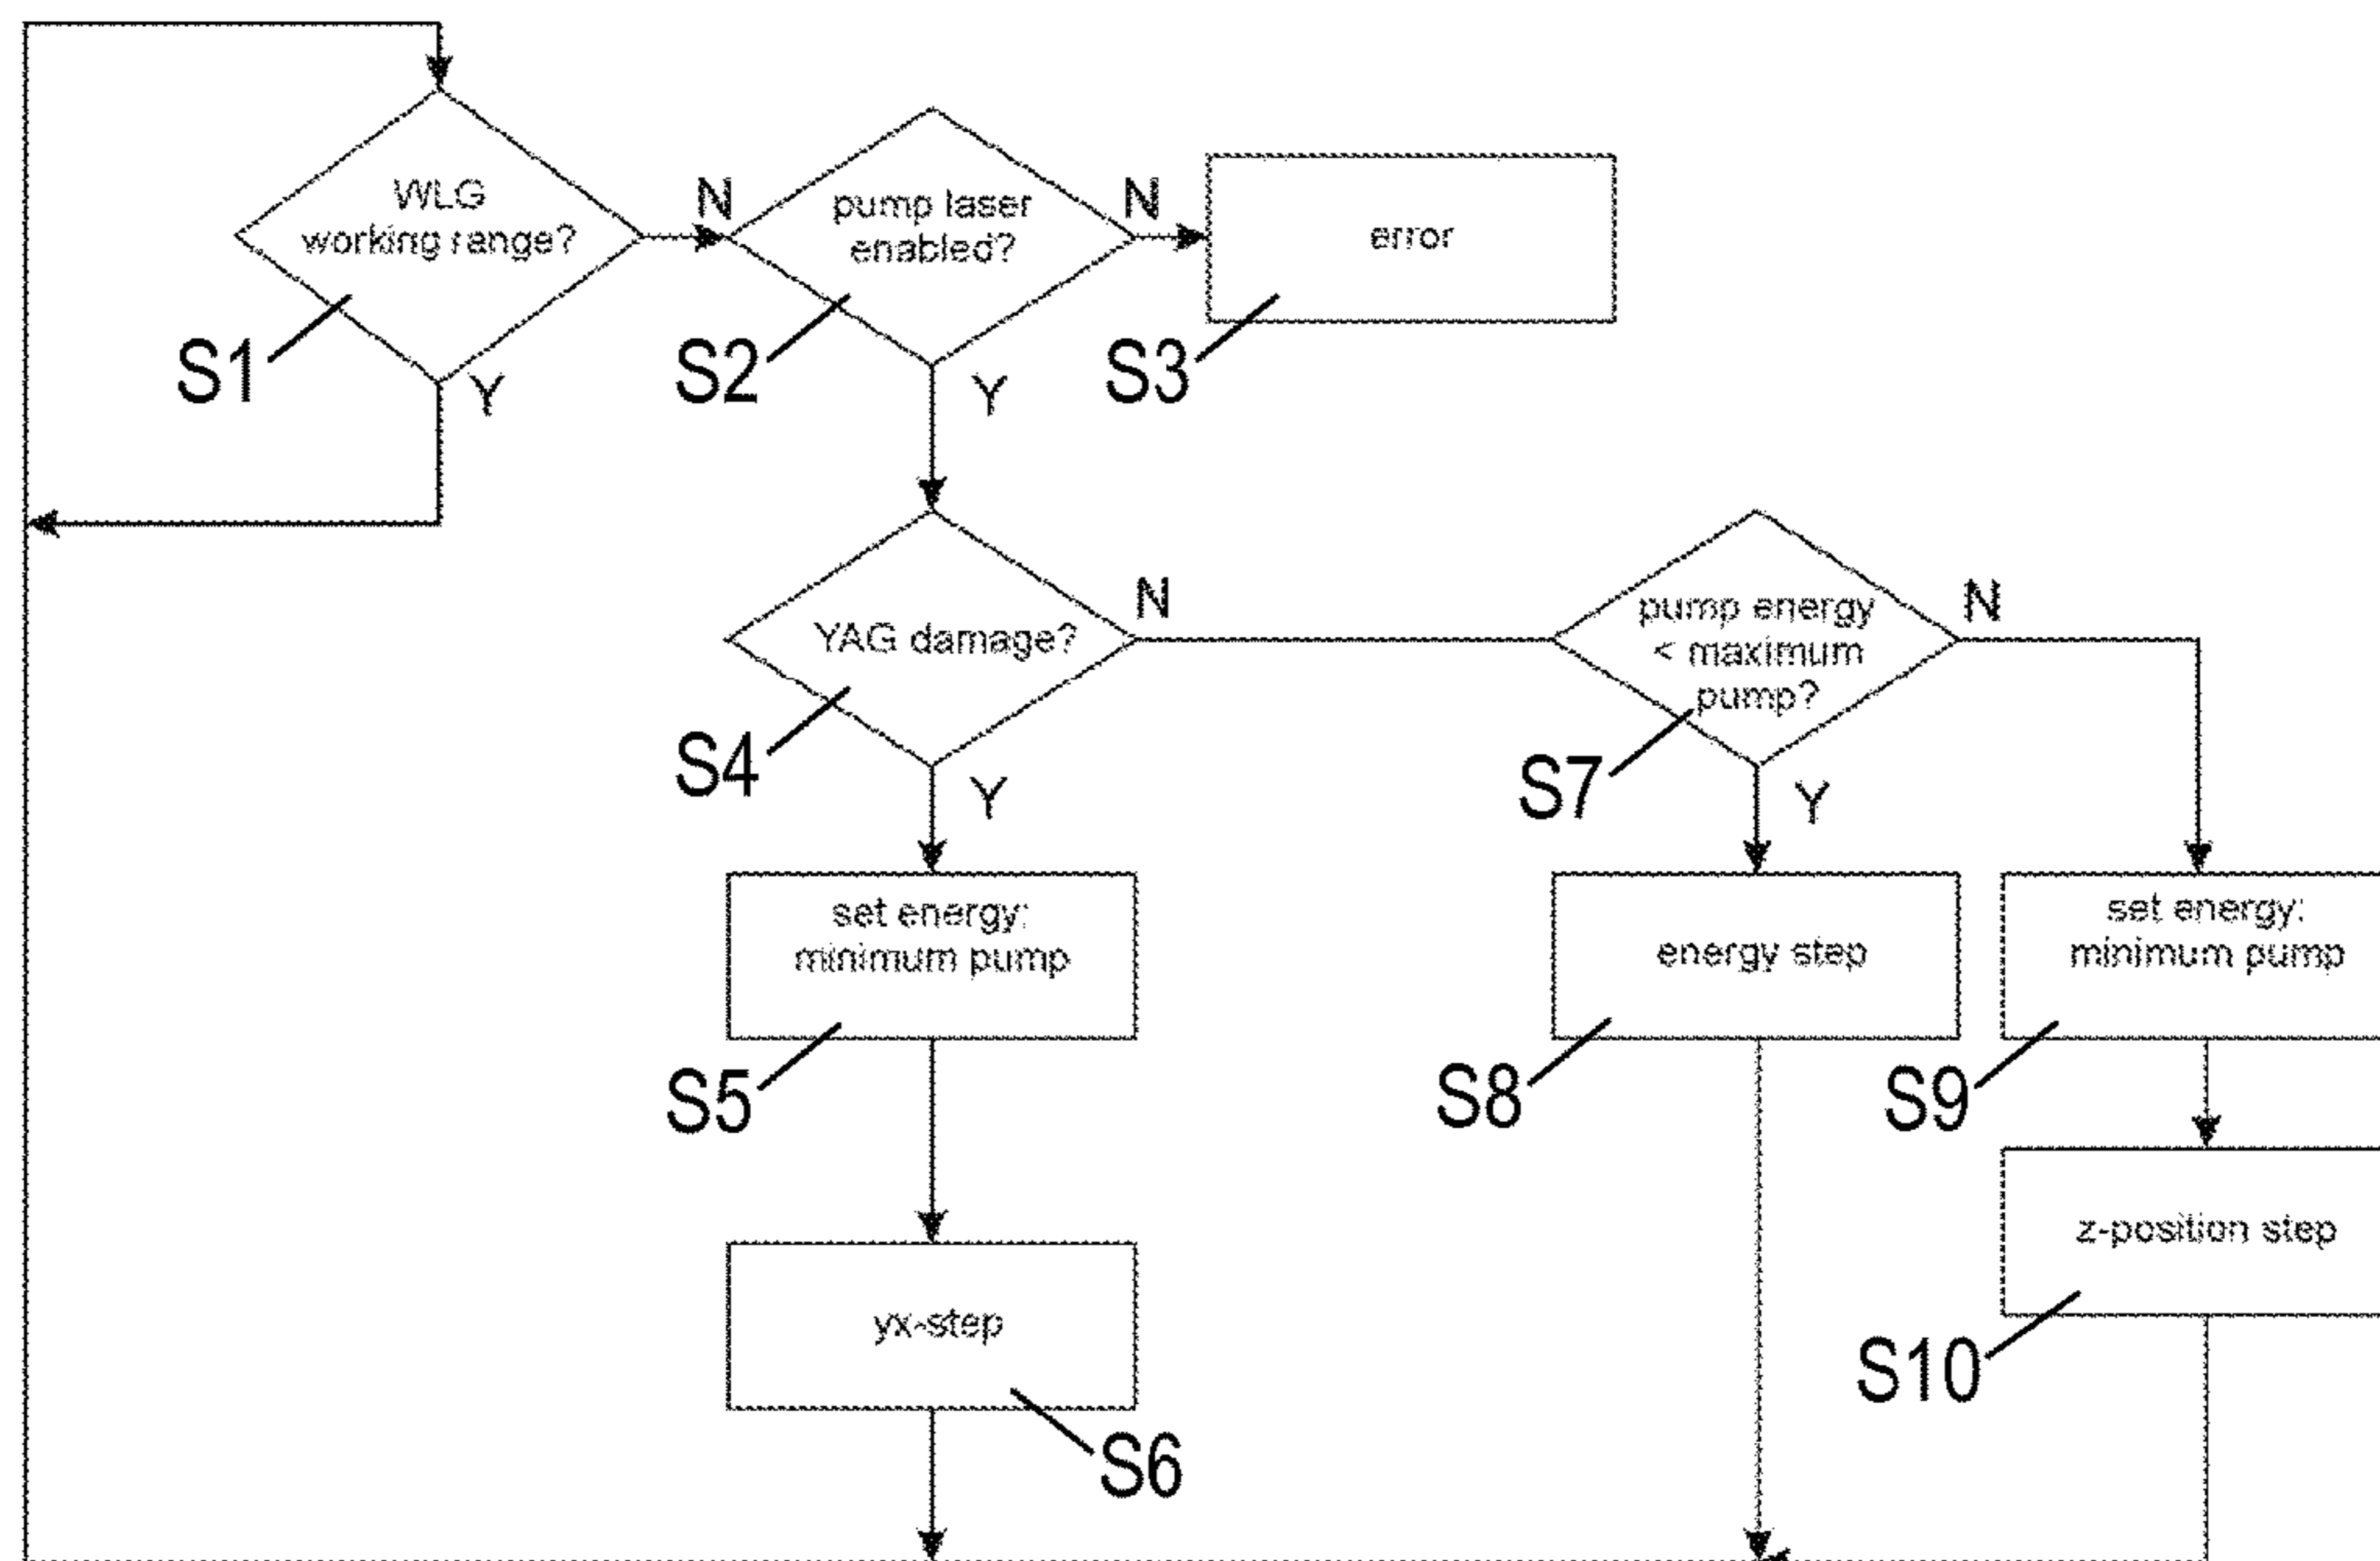 WLG
working range?
N
pump laser
enabled?
N
error
S1
Y
S2
Y
S3
YAG damage?
N
pump energy
< maximum
pump?
N
S4
Y
S7
Y
set energy:
minimum pump
energy step
set energy:
minimum pump
S5
S8
S9
yx-step
z-position step
S6
S10